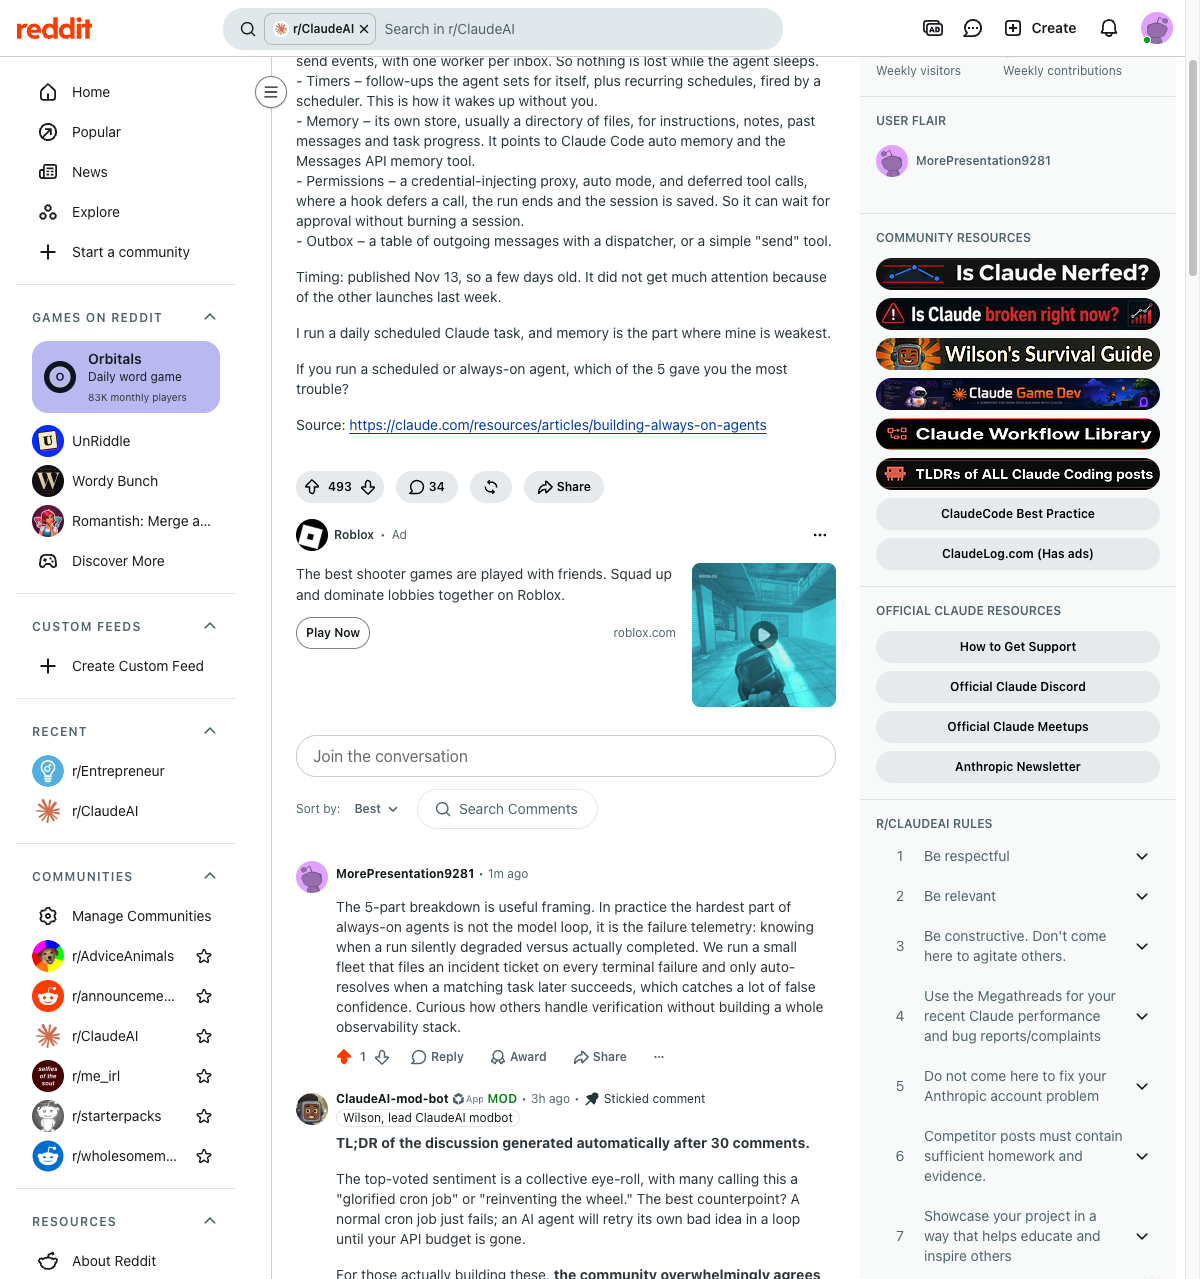 reddit
r/ClaudeAI
Search in r/ClaudeAI
Create
Home
Popular
News
Explore
Start a community
GAMES ON REDDIT
Orbitals
Daily word game
83K monthly players
UnRiddle
Wordy Bunch
Romantish: Merge a...
Discover More
CUSTOM FEEDS
Create Custom Feed
RECENT
r/Entrepreneur
r/ClaudeAI
COMMUNITIES
Manage Communities
r/AdviceAnimals
r/announceme...
r/ClaudeAI
selfies
of the
soul
r/me_irl
r/starterpacks
r/wholesomem...
RESOURCES
About Reddit
send events, with one worker per inbox. So nothing is lost while the agent sleeps.
- Timers – follow-ups the agent sets for itself, plus recurring schedules, fired by a
scheduler. This is how it wakes up without you.
- Memory – its own store, usually a directory of files, for instructions, notes, past
messages and task progress. It points to Claude Code auto memory and the
Messages API memory tool.
- Permissions – a credential-injecting proxy, auto mode, and deferred tool calls,
where a hook defers a call, the run ends and the session is saved. So it can wait for
approval without burning a session.
- Outbox – a table of outgoing messages with a dispatcher, or a simple "send" tool.
Timing: published Nov 13, so a few days old. It did not get much attention because
of the other launches last week.
I run a daily scheduled Claude task, and memory is the part where mine is weakest.
If you run a scheduled or always-on agent, which of the 5 gave you the most
trouble?
Source: https://claude.com/resources/articles/building-always-on-agents
493
34
Share
Roblox • Ad
The best shooter games are played with friends. Squad up
and dominate lobbies together on Roblox.
Play Now
roblox.com
ROBLOX
Join the conversation
Sort by:
Best
Search Comments
MorePresentation9281 • 1m ago
The 5-part breakdown is useful framing. In practice the hardest part of
always-on agents is not the model loop, it is the failure telemetry: knowing
when a run silently degraded versus actually completed. We run a small
fleet that files an incident ticket on every terminal failure and only auto-
resolves when a matching task later succeeds, which catches a lot of false
confidence. Curious how others handle verification without building a whole
observability stack.
1
Reply
Award
Share
ClaudeAI-mod-bot App MOD • 3h ago • Stickied comment
Wilson, lead ClaudeAI modbot
TL;DR of the discussion generated automatically after 30 comments.
The top-voted sentiment is a collective eye-roll, with many calling this a
"glorified cron job" or "reinventing the wheel." The best counterpoint? A
normal cron job just fails; an AI agent will retry its own bad idea in a loop
until your API budget is gone.
For those actually building these, the community overwhelmingly agrees
Weekly visitors
Weekly contributions
USER FLAIR
MorePresentation9281
COMMUNITY RESOURCES
Is Claude Nerfed?
Is Claude broken right now?
Wilson's Survival Guide
Claude Game Dev
Claude Workflow Library
TLDRs of ALL Claude Coding posts
ClaudeCode Best Practice
ClaudeLog.com (Has ads)
OFFICIAL CLAUDE RESOURCES
How to Get Support
Official Claude Discord
Official Claude Meetups
Anthropic Newsletter
R/CLAUDEAI RULES
1 Be respectful
2 Be relevant
3 Be constructive. Don't come
here to agitate others.
4 Use the Megathreads for your
recent Claude performance
and bug reports/complaints
5 Do not come here to fix your
Anthropic account problem
6 Competitor posts must contain
sufficient homework and
evidence.
7 Showcase your project in a
way that helps educate and
inspire others